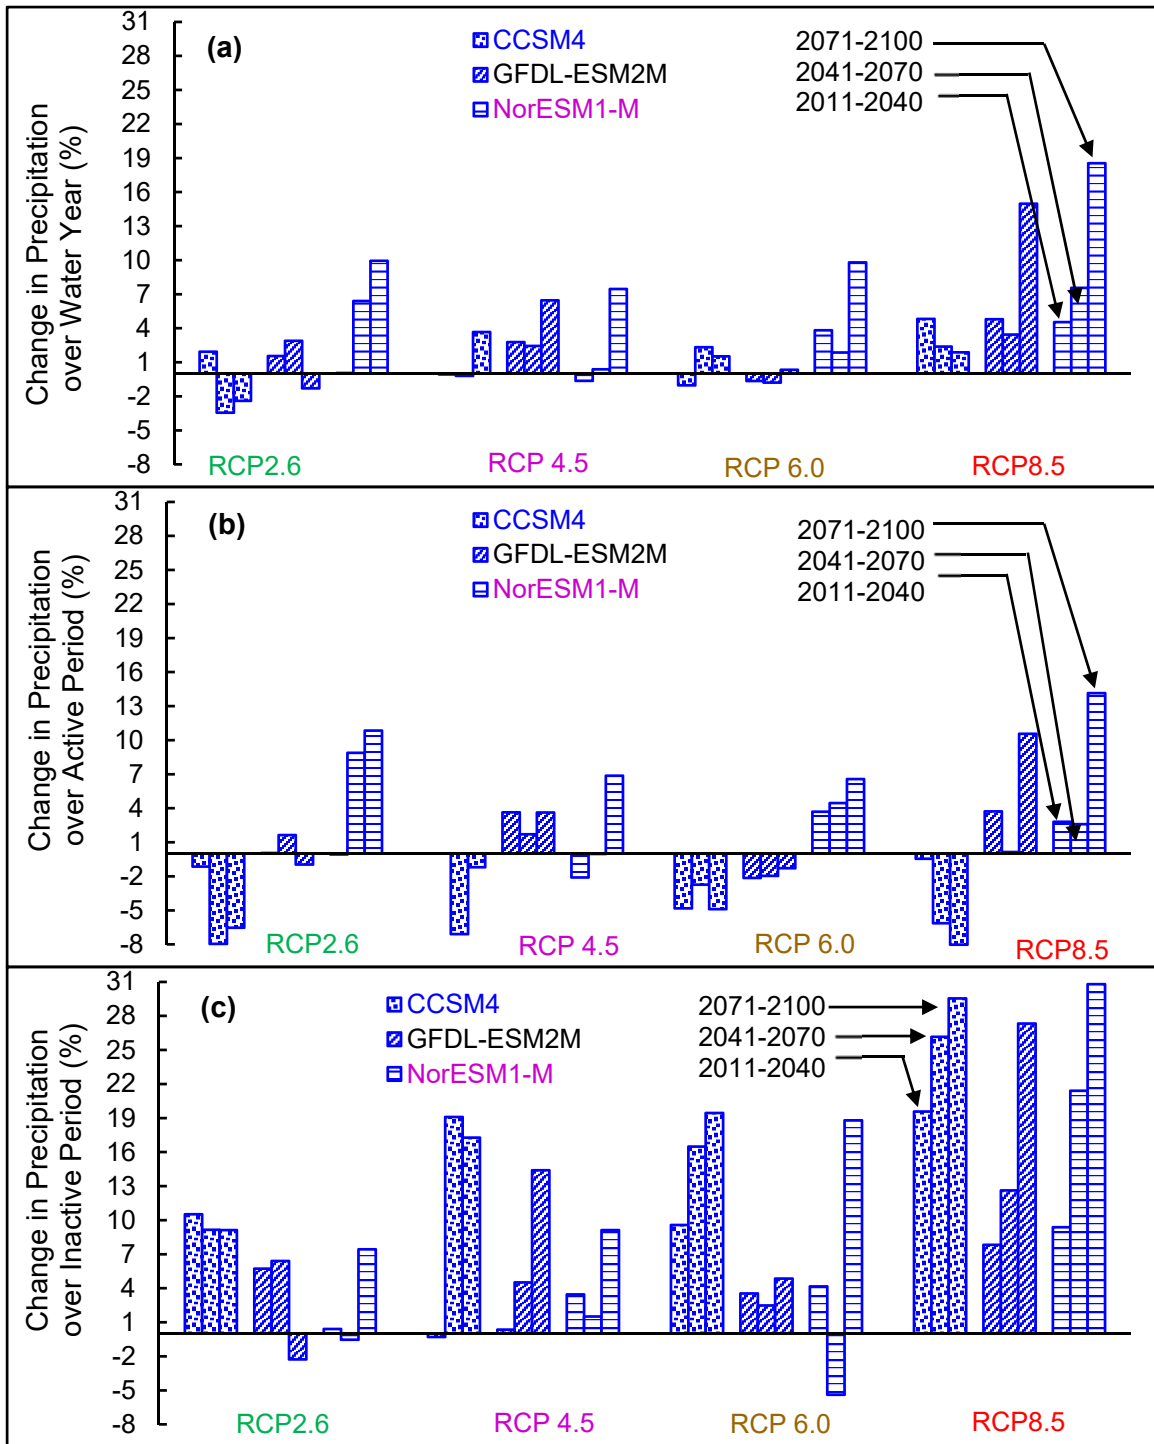 31
28
25
22
19
16
13
10
7
4
1
-2
-5
-8
Change in Precipitation
over Water Year (%)
(a)
CCSM4
GFDL-ESM2M
NorESM1-M
2071-2100
2041-2070
2011-2040
RCP2.6
RCP 4.5
RCP 6.0
RCP8.5
31
28
25
22
19
16
13
10
7
4
1
-2
-5
-8
Change in Precipitation
over Active Period (%)
(b)
CCSM4
GFDL-ESM2M
NorESM1-M
2071-2100
2041-2070
2011-2040
RCP2.6
RCP 4.5
RCP 6.0
RCP8.5
31
28
25
22
19
16
13
10
7
4
1
-2
-5
-8
Change in Precipitation
over Inactive Period (%)
(c)
CCSM4
GFDL-ESM2M
NorESM1-M
2071-2100
2041-2070
2011-2040
RCP2.6
RCP 4.5
RCP 6.0
RCP8.5